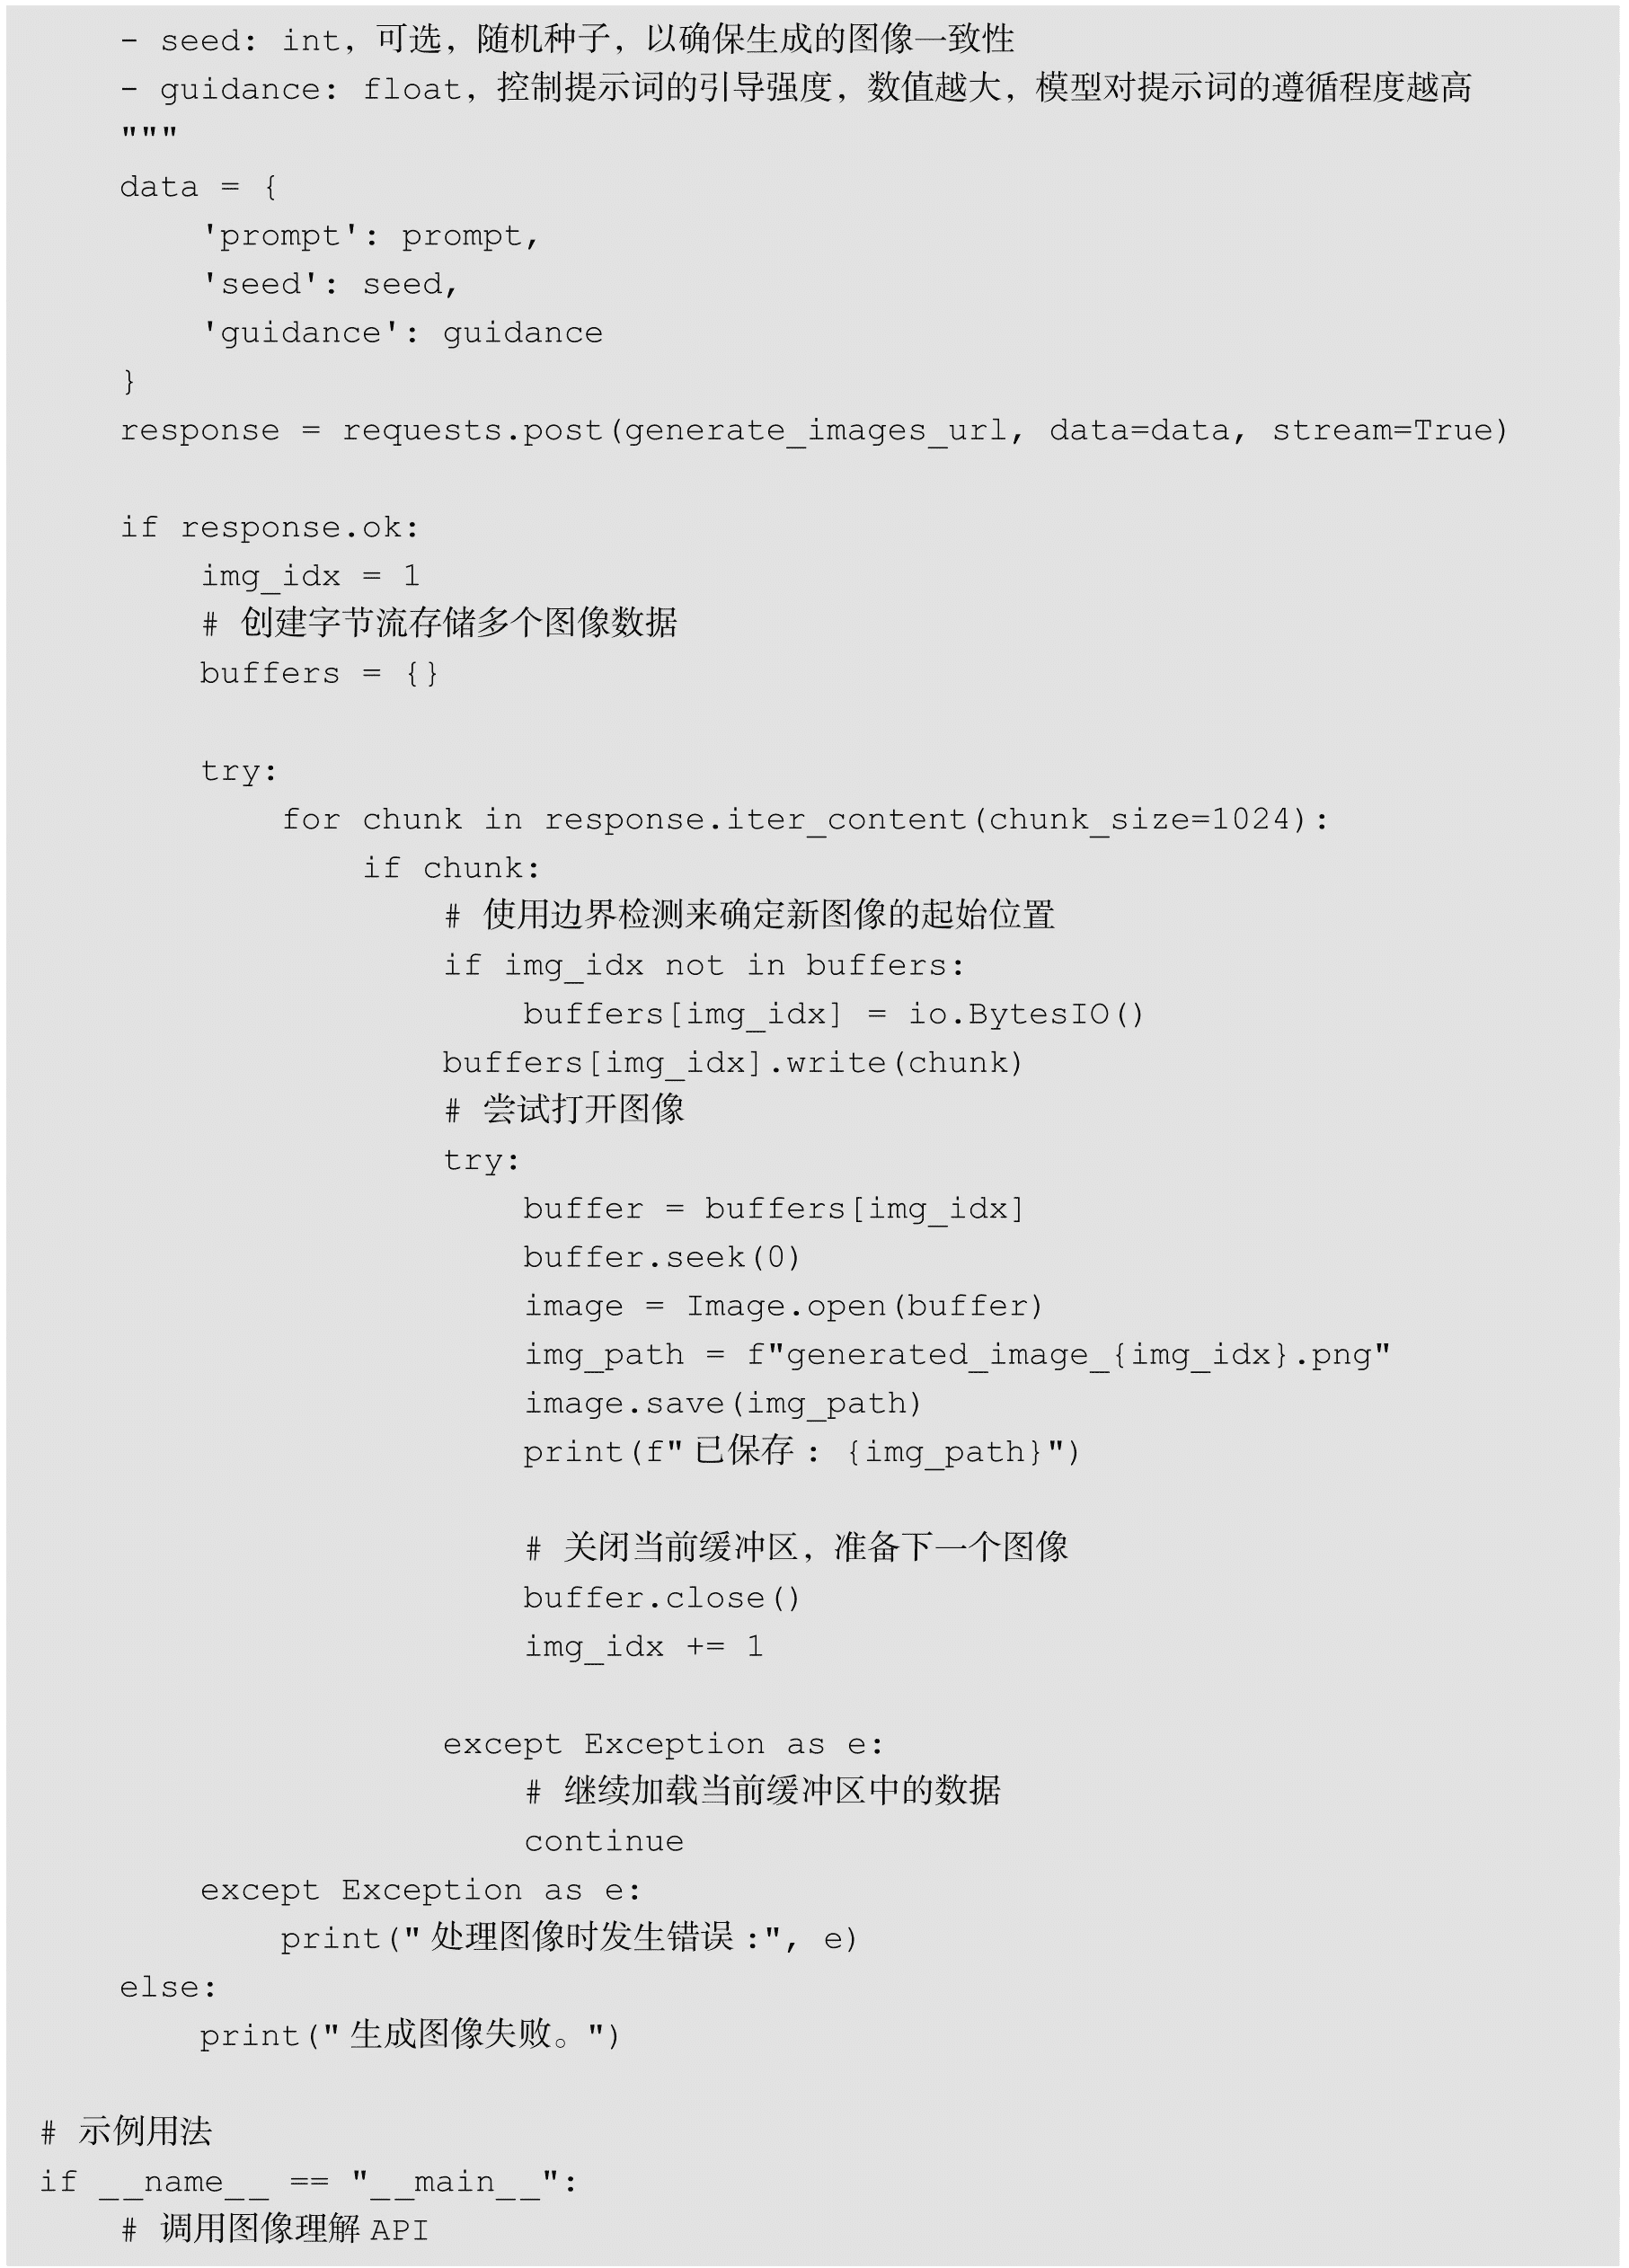 - seed: int，可选，随机种子，以确保生成的图像一致性
    - guidance: float，控制提示词的引导强度，数值越大，模型对提示词的遵循程度越高
    """
    data = {
        'prompt': prompt,
        'seed': seed,
        'guidance': guidance
    }
    response = requests.post(generate_images_url, data=data, stream=True)

    if response.ok:
        img_idx = 1
        # 创建字节流存储多个图像数据
        buffers = {}

        try:
            for chunk in response.iter_content(chunk_size=1024):
                if chunk:
                    # 使用边界检测来确定新图像的起始位置
                    if img_idx not in buffers:
                        buffers[img_idx] = io.BytesIO()
                    buffers[img_idx].write(chunk)
                    # 尝试打开图像
                    try:
                        buffer = buffers[img_idx]
                        buffer.seek(0)
                        image = Image.open(buffer)
                        img_path = f"generated_image_{img_idx}.png"
                        image.save(img_path)
                        print(f" 已保存 : {img_path}")

                        # 关闭当前缓冲区，准备下一个图像
                        buffer.close()
                        img_idx += 1

                    except Exception as e:
                        # 继续加载当前缓冲区中的数据
                        continue
        except Exception as e:
            print(" 处理图像时发生错误 :", e)
    else:
        print(" 生成图像失败。")

# 示例用法
if __name__ == "__main__":
    # 调用图像理解 API